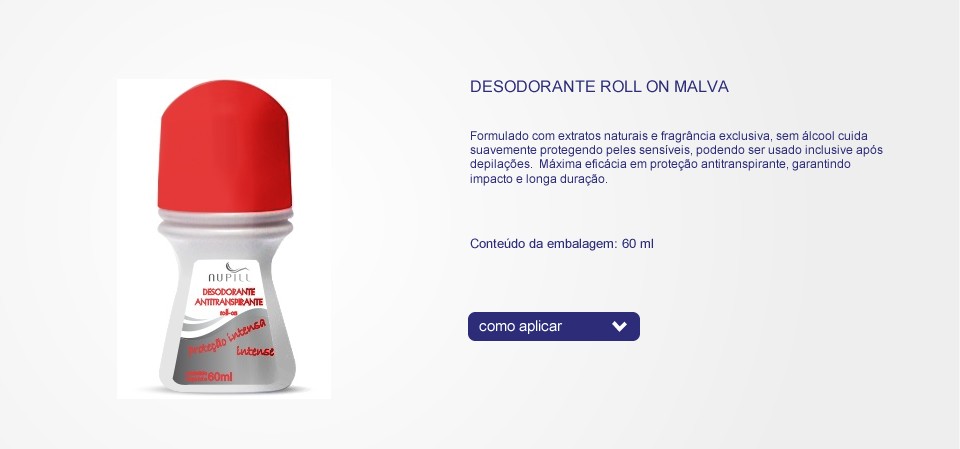 DESODORANTE ROLL ON MALVA
Formulado com extratos naturais e fragrância exclusiva, sem álcool cuida
suavemente protegendo peles sensíveis, podendo ser usado inclusive após
depilações. Máxima eficácia em proteção antitranspirante, garantindo
impacto e longa duração.
Conteúdo da embalagem: 60 ml
como aplicar
NUPILL
DESODORANTE
ANTITRANSPIRANTE
roll-on
proteção intensa
Intense
60ml